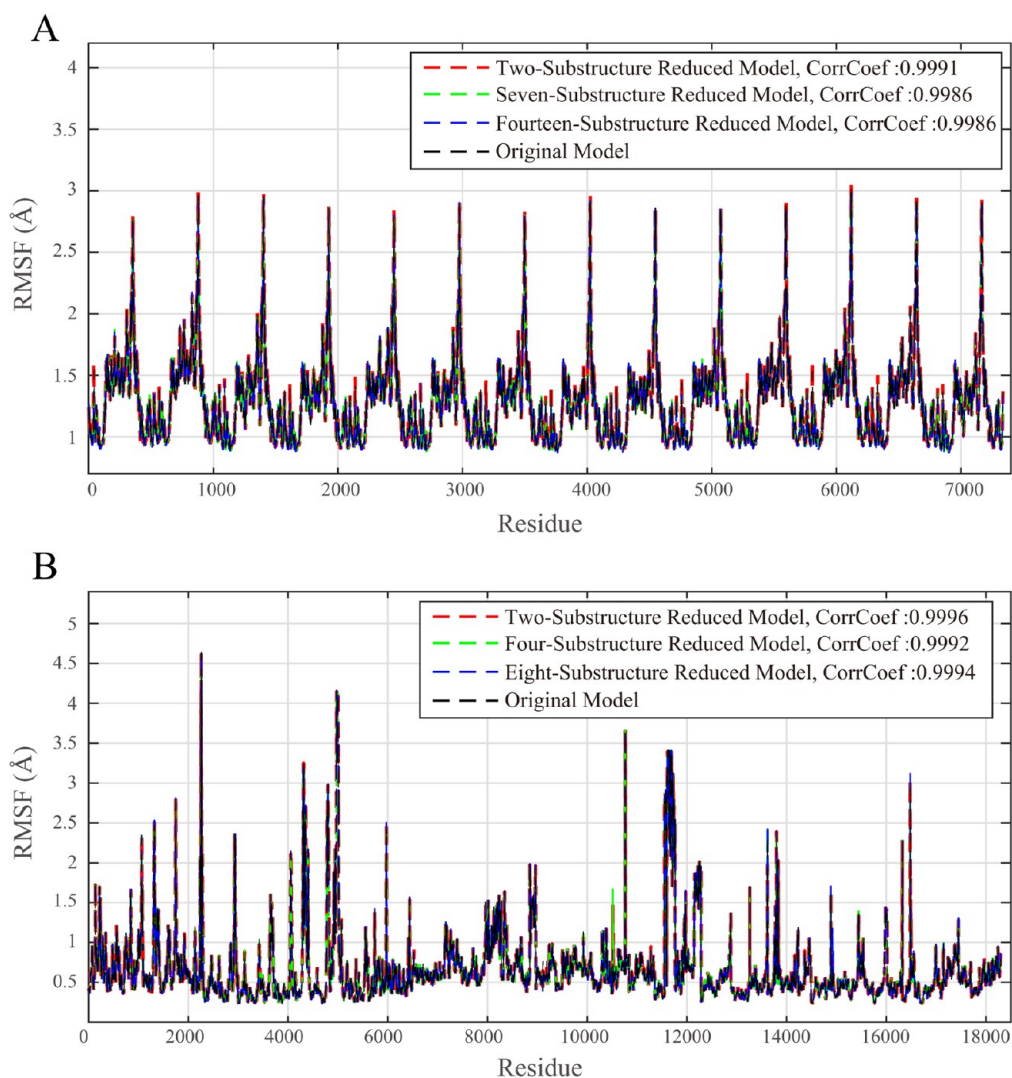 A
4
3.5
3
2.5
2
1.5
1
RMSF (Å)
Two-Substructure Reduced Model, CorrCoef :0.9991
Seven-Substructure Reduced Model, CorrCoef :0.9986
Fourteen-Substructure Reduced Model, CorrCoef :0.9986
Original Model
0 1000 2000 3000 4000 5000 6000 7000
Residue
B
5
4.5
4
3.5
3
2.5
2
1.5
1
0.5
RMSF (Å)
Two-Substructure Reduced Model, CorrCoef :0.9996
Four-Substructure Reduced Model, CorrCoef :0.9992
Eight-Substructure Reduced Model, CorrCoef :0.9994
Original Model
0 2000 4000 6000 8000 10000 12000 14000 16000 18000
Residue